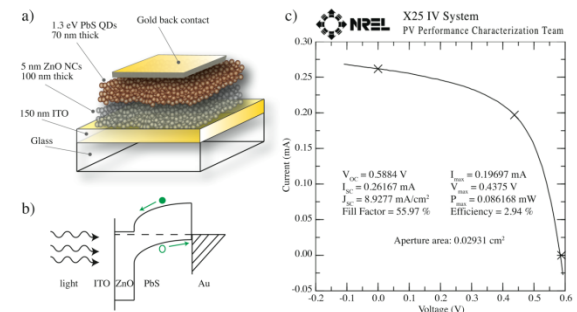 a)
1.3 eV PbS QDs
70 nm thick
Gold back contact
5 nm ZnO NCs
100 nm thick
150 nm ITO
Glass
b)
light
ITO
ZnO
PbS
Au
c)
NREL
X25 IV System
PV Performance Characterization Team
Current (mA)
0.30
0.25
0.20
0.15
0.10
0.05
0.00
V_OC = 0.5884 V
I_SC = 0.26167 mA
J_SC = 8.9277 mA/cm²
Fill Factor = 55.97 %
I_max = 0.19697 mA
V_max = 0.4375 V
P_max = 0.086168 mW
Efficiency = 2.94 %
Aperture area: 0.02931 cm²
-0.2 -0.1 0.0 0.1 0.2 0.3 0.4 0.5 0.6
Voltage (V)